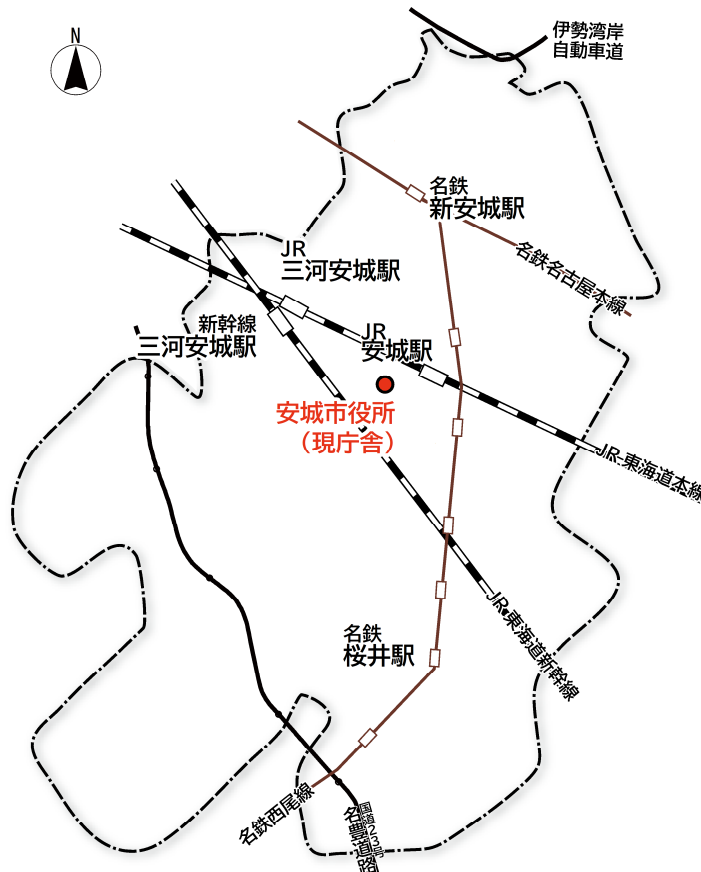 N
伊勢湾岸
自動車道
名鉄
新安城駅
名鉄名古屋本線
JR
三河安城駅
新幹線
三河安城駅
JR
安城駅
安城市役所
（現庁舎）
JR東海道本線
JR東海道新幹線
名鉄
桜井駅
名鉄西尾線
国道23号
名豊道路